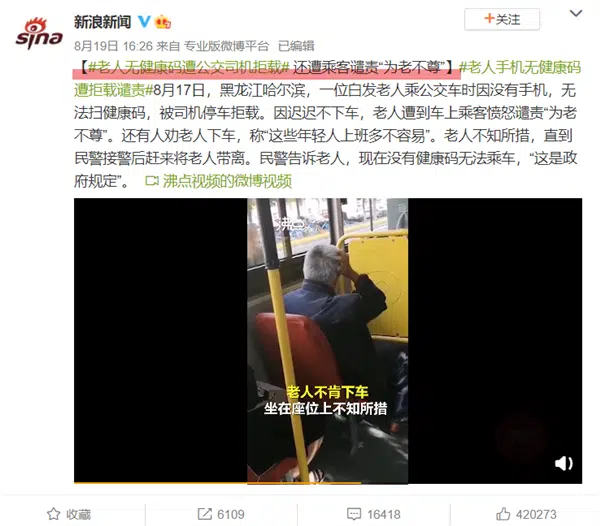 sina
新浪新闻
+关注
8月19日 16:26 来自 专业版微博平台 已编辑
【#老人无健康码遭公交司机拒载# 还遭乘客谴责“为老不尊”】#老人手机无健康码
遭拒载谴责#8月17日，黑龙江哈尔滨，一位白发老人乘公交车时因没有手机，无
法扫健康码，被司机停车拒载。因迟迟不下车，老人遭到车上乘客愤怒谴责“为老
不尊”。还有人劝老人下车，称“这些年轻人上班多不容易”。老人不知所措，直到
民警接警后赶来将老人带离。民警告诉老人，现在没有健康码无法乘车，“这是政
府规定”。 沸点视频的微博视频
沸点
老人不肯下车
坐在座位上不知所措
收藏
6109
16418
420273